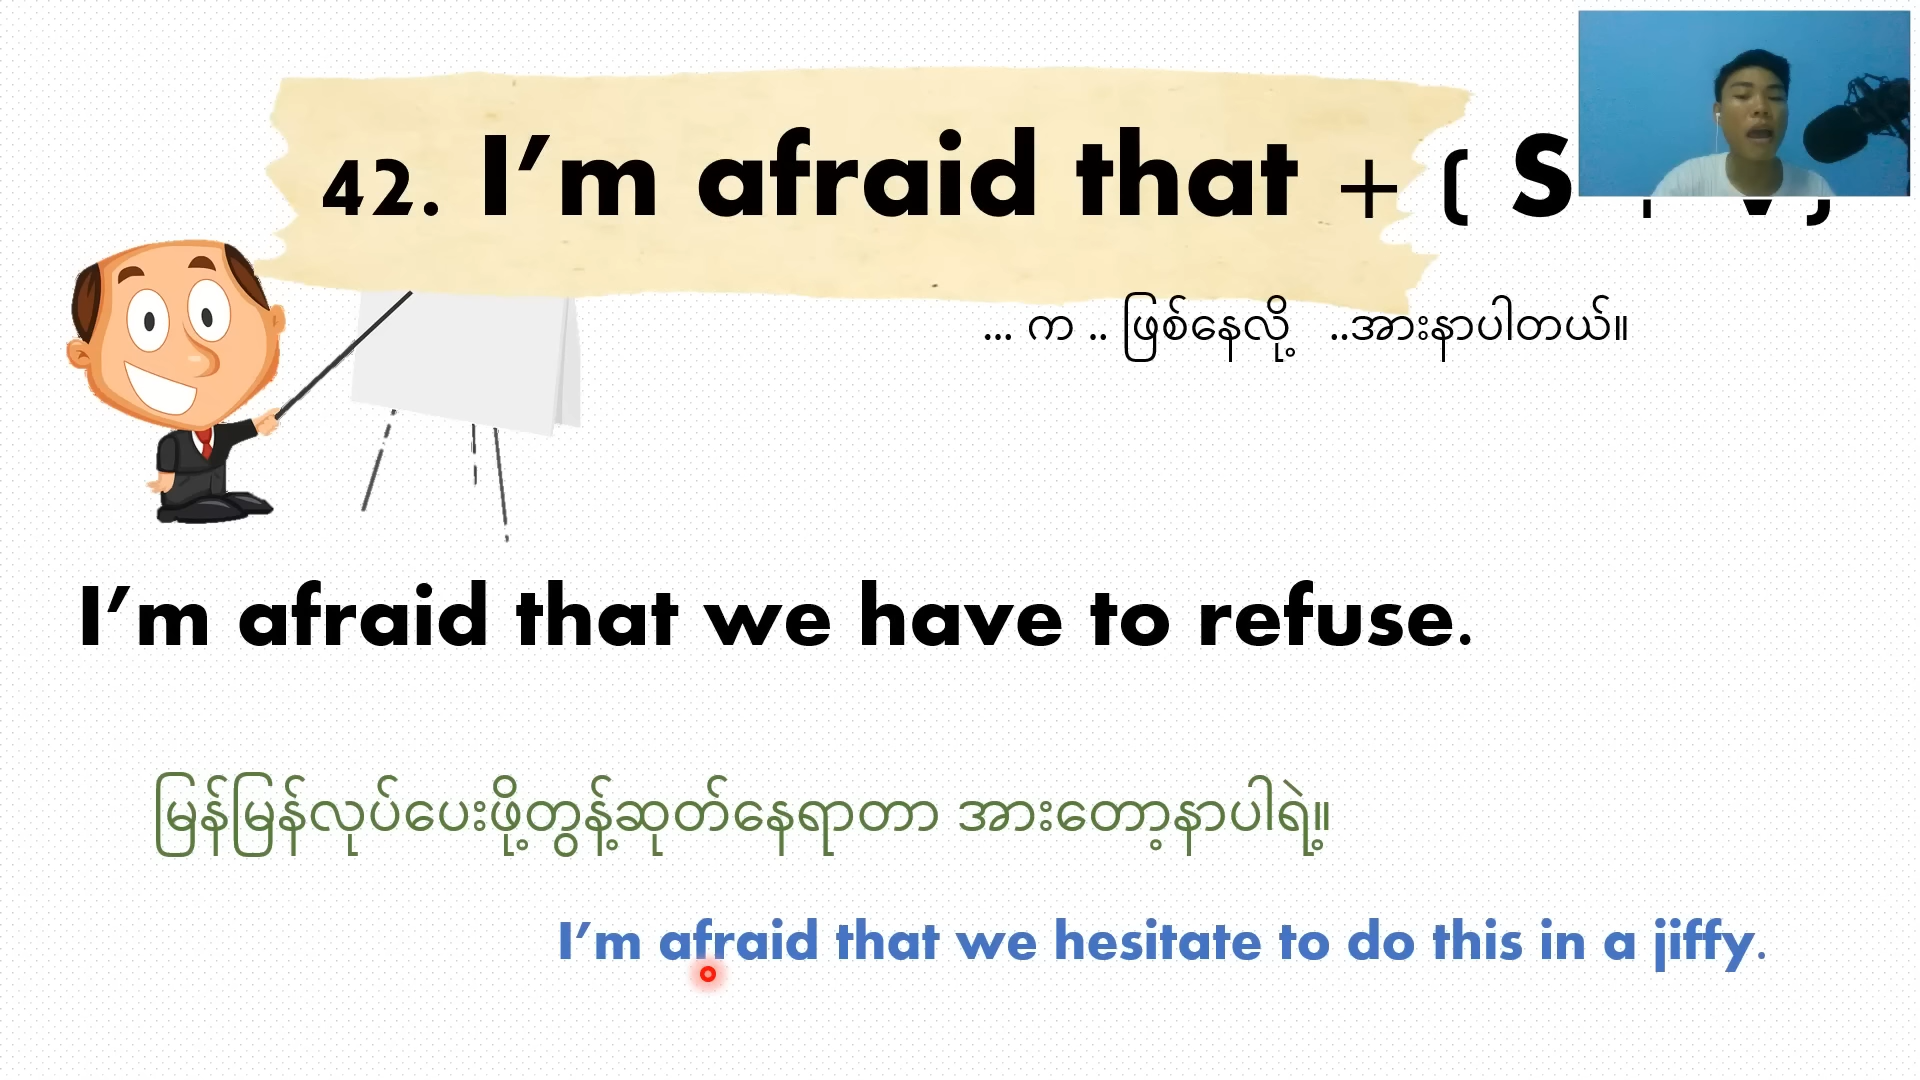 42. I’m afraid that + ( S
... က .. ဖြစ်နေလို့ ..အားနာပါတယ်။
I’m afraid that we have to refuse.
မြန်မြန်လုပ်ပေးဖို့တွန့်ဆုတ်နေရာတာ အားတော့နာပါရဲ့။
I’m afraid that we hesitate to do this in a jiffy.